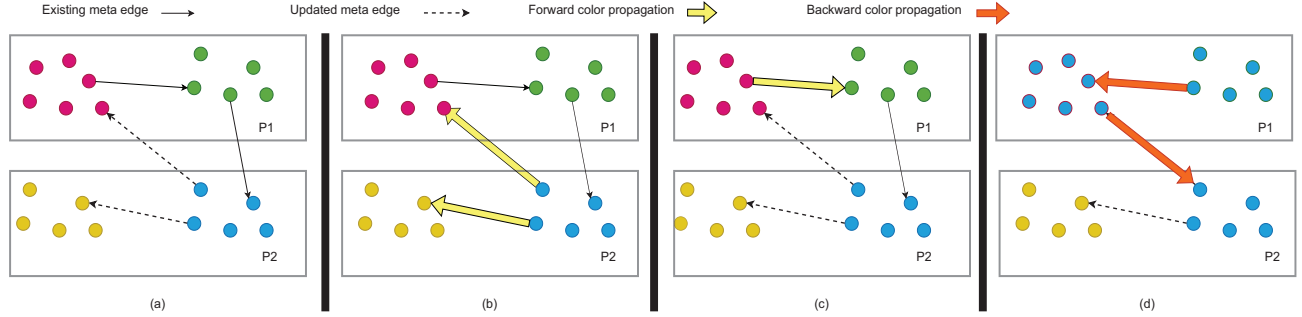 Existing meta edge Updated meta edge Forward color propagation Backward color propagation
P1 P1 P1 P1
P2 P2 P2 P2
(a) (b) (c) (d)